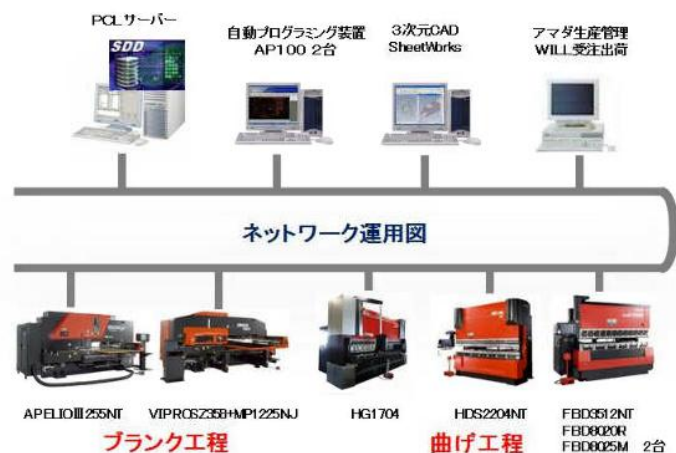 PCLサーバー
SDD
自動プログラミング装置
AP100 2台
3次元CAD
SheetWorks
アマダ生産管理
WILL受注出荷
ネットワーク運用図
APELIOⅢ255NT
VIPROSZ358+MP1225NJ
HG1704
HDS2204NT
FBD3512NT
FBD8020R
FBD8025M 2台
ブランク工程
曲げ工程